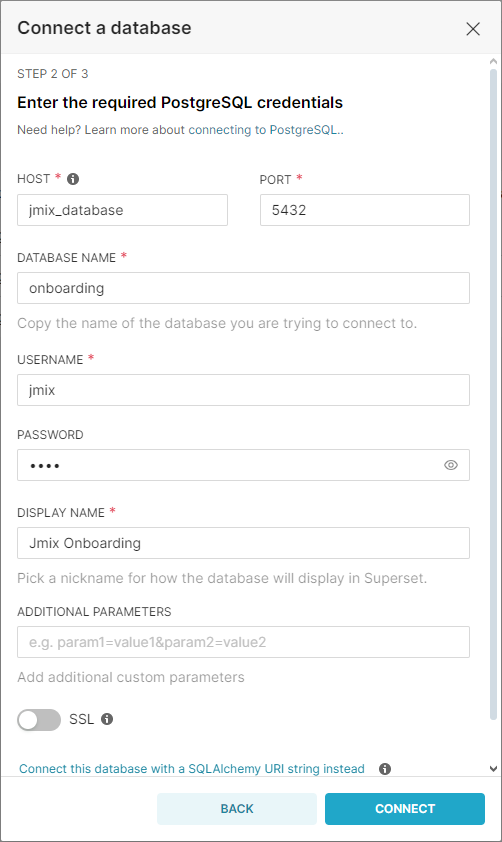 Connect a database
STEP 2 OF 3
Enter the required PostgreSQL credentials
Need help? Learn more about connecting to PostgreSQL..
HOST * PORT *
jmix_database 5432
DATABASE NAME *
onboarding
Copy the name of the database you are trying to connect to.
USERNAME *
jmix
PASSWORD
••••
DISPLAY NAME *
Jmix Onboarding
Pick a nickname for how the database will display in Superset.
ADDITIONAL PARAMETERS
e.g. param1=value1&param2=value2
Add additional custom parameters
SSL
Connect this database with a SQLAlchemy URI string instead
BACK CONNECT